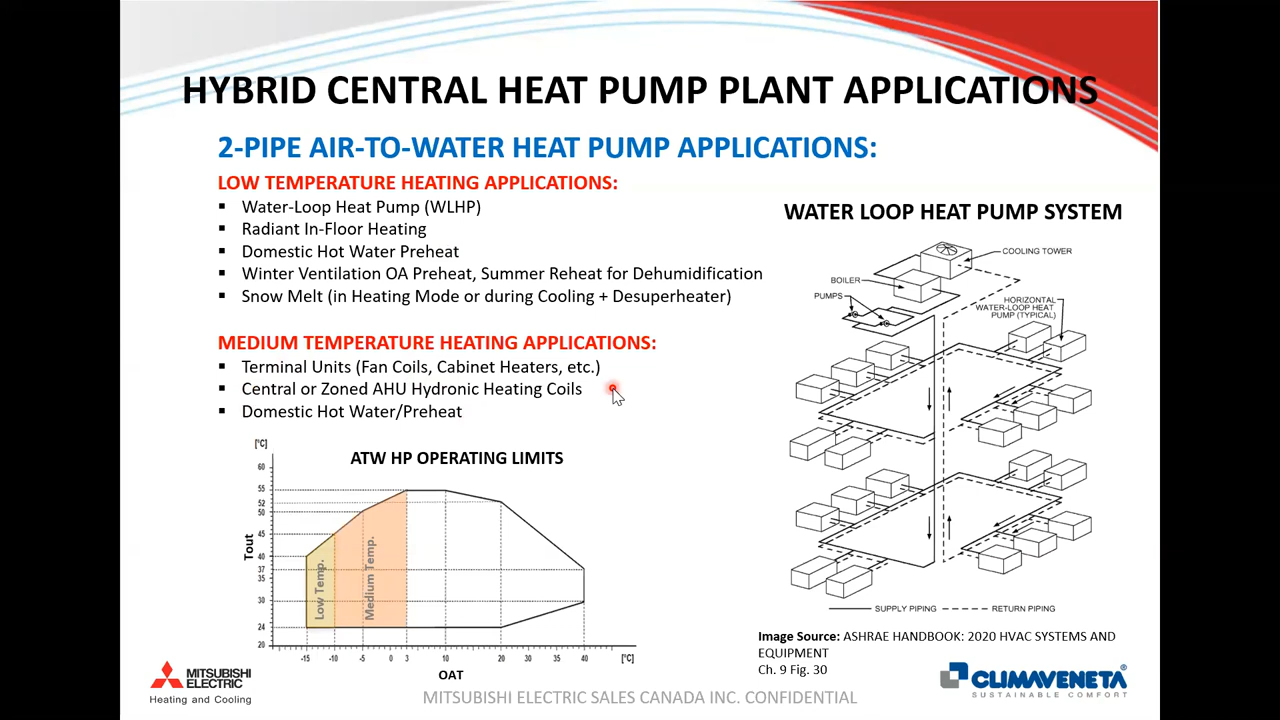 HYBRID CENTRAL HEAT PUMP PLANT APPLICATIONS
2-PIPE AIR-TO-WATER HEAT PUMP APPLICATIONS:
LOW TEMPERATURE HEATING APPLICATIONS:
▪ Water-Loop Heat Pump (WLHP)
▪ Radiant In-Floor Heating
▪ Domestic Hot Water Preheat
▪ Winter Ventilation OA Preheat, Summer Reheat for Dehumidification
▪ Snow Melt (in Heating Mode or during Cooling + Desuperheater)
MEDIUM TEMPERATURE HEATING APPLICATIONS:
▪ Terminal Units (Fan Coils, Cabinet Heaters, etc.)
▪ Central or Zoned AHU Hydronic Heating Coils
▪ Domestic Hot Water/Preheat
ATW HP OPERATING LIMITS
[°C]
60
55
52
50
45
40
37
35
30
24
20
Tout
Low Temp.
Medium Temp.
-15 -10 -5 0 3 10 20 30 40 [°C]
OAT
WATER LOOP HEAT PUMP SYSTEM
COOLING TOWER
BOILER
PUMPS
HORIZONTAL
WATER-LOOP HEAT
PUMP (TYPICAL)
SUPPLY PIPING
RETURN PIPING
Image Source: ASHRAE HANDBOOK: 2020 HVAC SYSTEMS AND
EQUIPMENT
Ch. 9 Fig. 30
MITSUBISHI
ELECTRIC
Heating and Cooling
MITSUBISHI ELECTRIC SALES CANADA INC. CONFIDENTIAL
CLIMAVENETA
SUSTAINABLE COMFORT